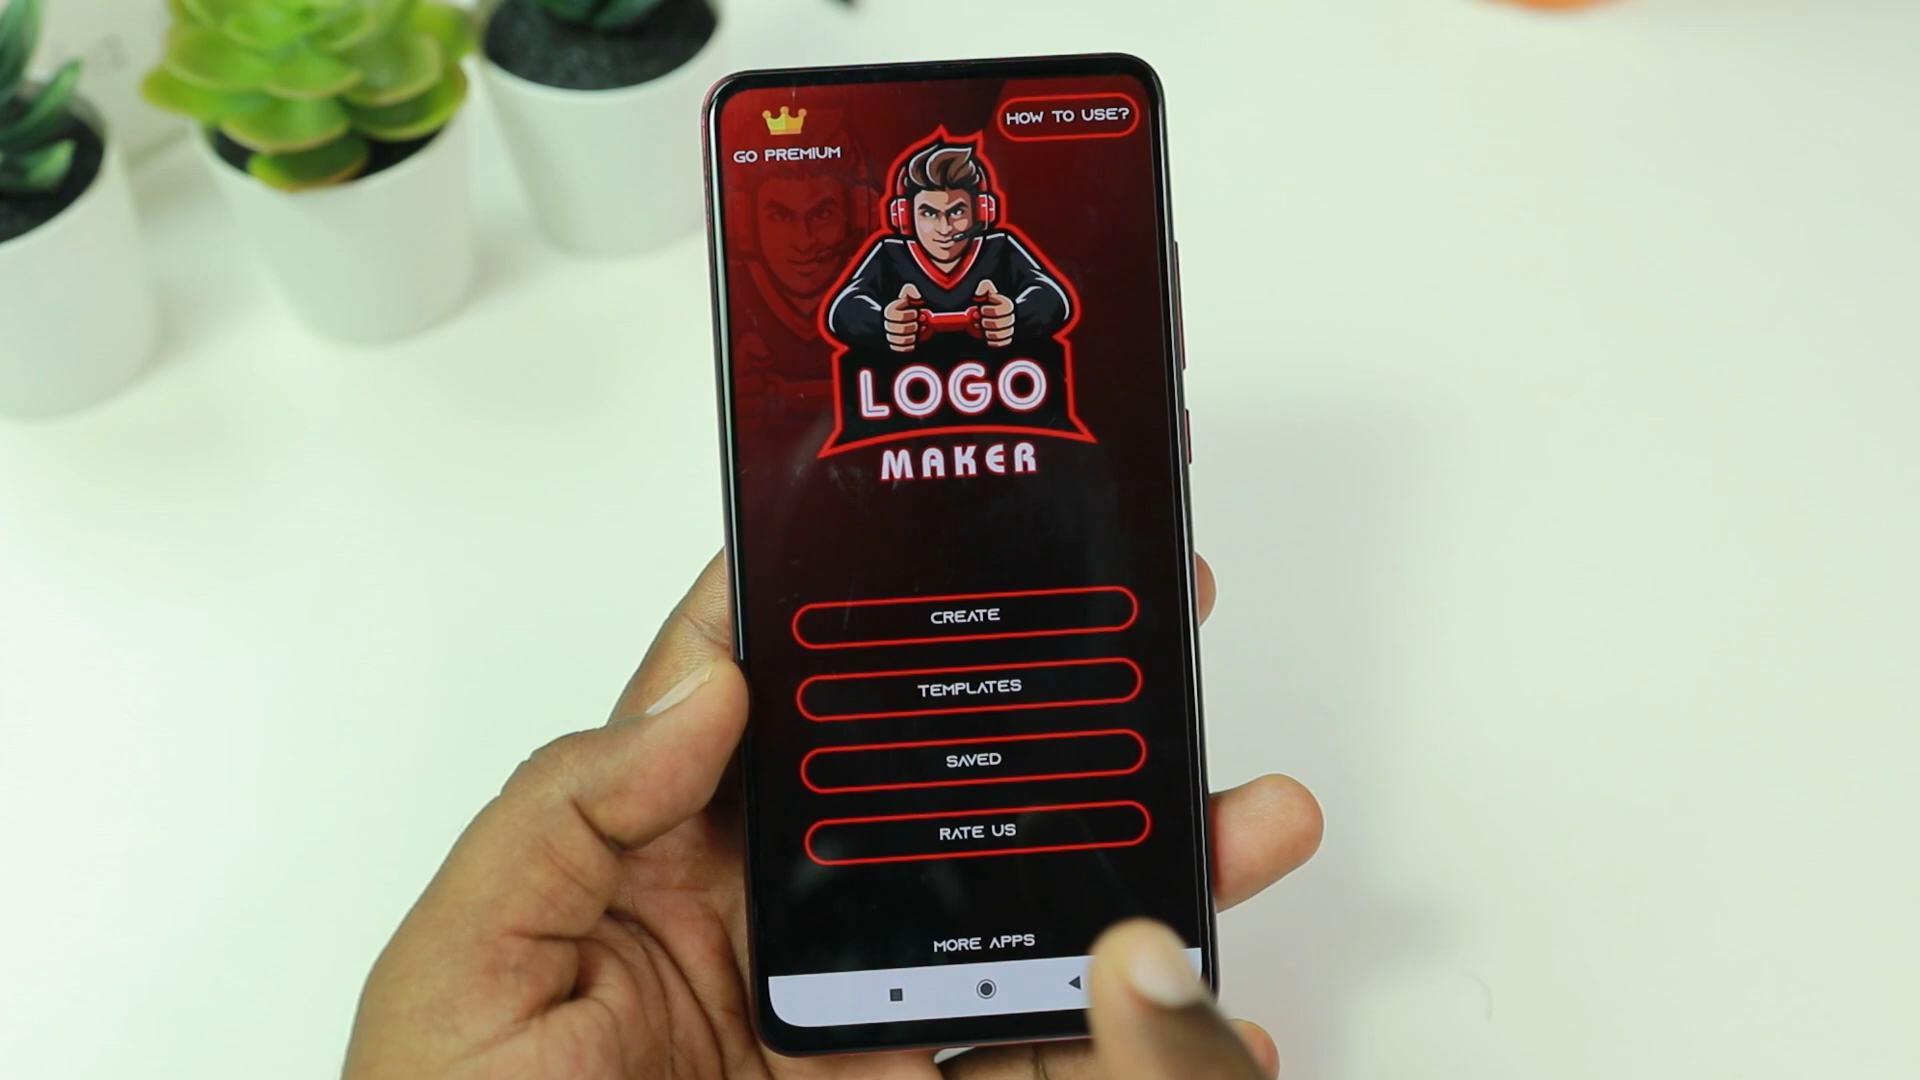 GO PREMIUM
HOW TO USE?
LOGO
MAKER
CREATE
TEMPLATES
SAVED
RATE US
MORE APPS